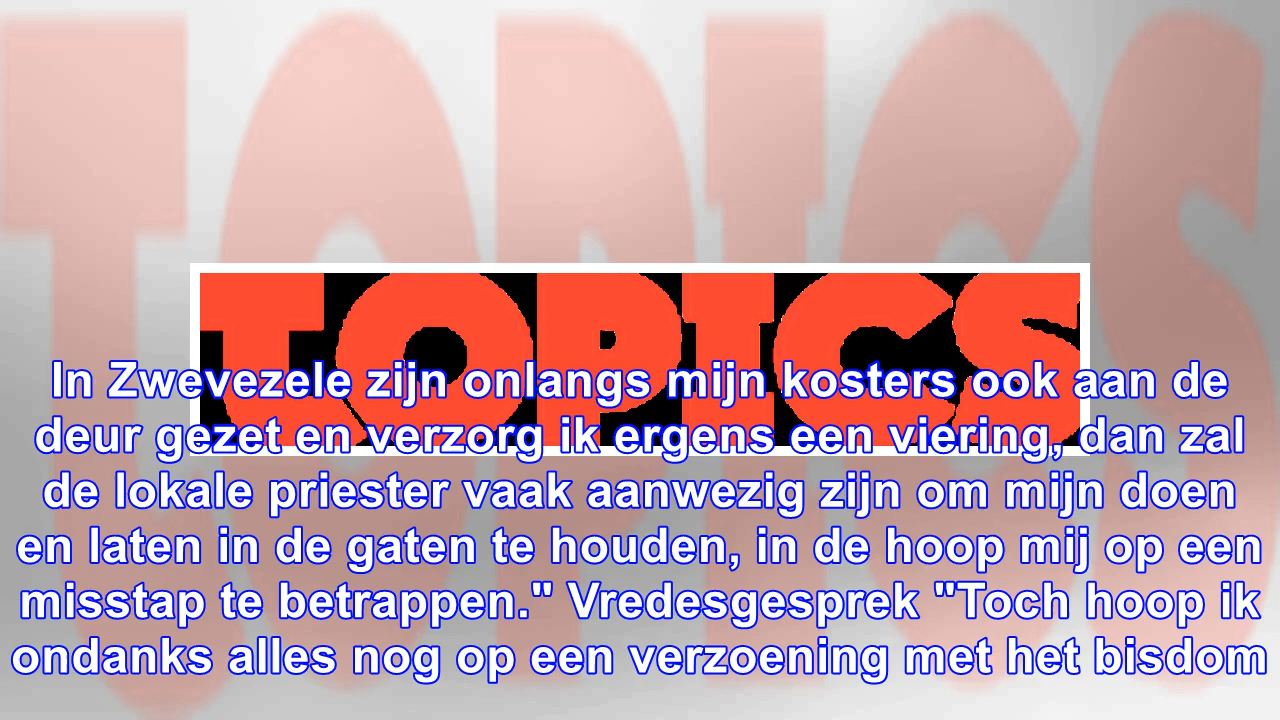 TOPICS
TOPICS
In Zwevezele zijn onlangs mijn kosters ook aan de
deur gezet en verzorg ik ergens een viering, dan zal
de lokale priester vaak aanwezig zijn om mijn doen
en laten in de gaten te houden, in de hoop mij op een
misstap te betrappen." Vredesgesprek "Toch hoop ik
ondanks alles nog op een verzoening met het bisdom